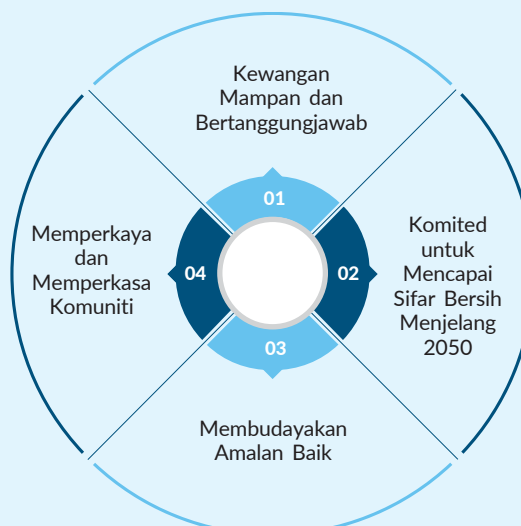 Kewangan
Mampan dan
Bertanggungjawab
01
Komited
untuk
Mencapai
Sifar Bersih
Menjelang
2050
02
03
Membudayakan
Amalan Baik
04
Memperkaya
dan
Memperkasa
Komuniti